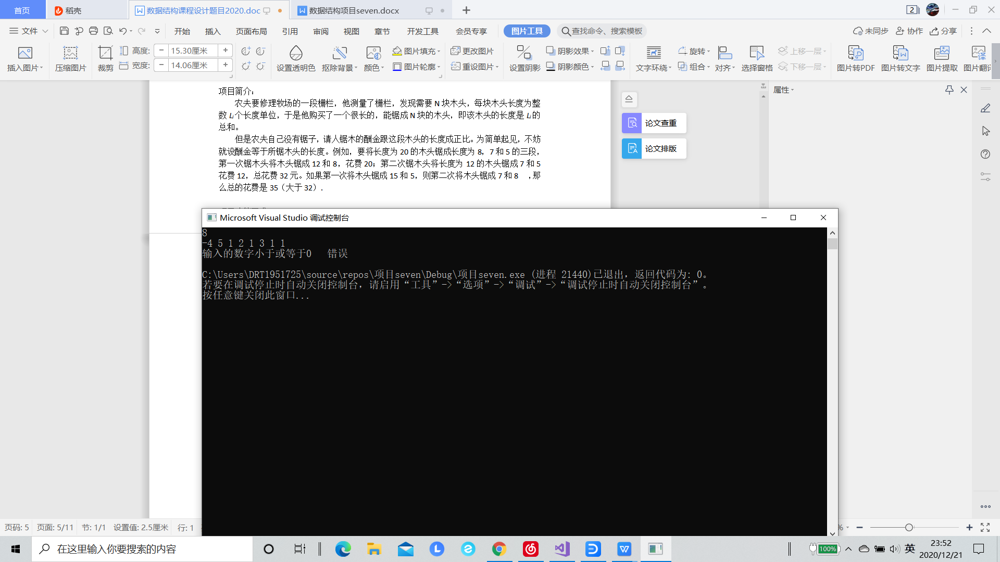 首页
稻壳
数据结构课程设计题目2020.doc
数据结构项目seven.docx
2
文件
开始
插入
页面布局
引用
审阅
视图
章节
开发工具
会员专享
图片工具
查找命令、搜索模板
未同步
协作
分享
插入图片
压缩图片
裁剪
高度:
15.30厘米
宽度:
14.06厘米
设置透明色
抠除背景
颜色
图片填充
图片轮廓
更改图片
重设图片
设置阴影
阴影效果
阴影颜色
文字环绕
旋转
组合
对齐
选择窗格
上移一层
下移一层
图片转PDF
图片转文字
图片提取
图片翻译
项目简介:
农夫要修理牧场的一段栅栏，他测量了栅栏，发现需要 N 块木头，每块木头长度为整
数 Li 个长度单位，于是他购买了一个很长的，能锯成 N 块的木头，即该木头的长度是 Li 的
总和。
但是农夫自己没有锯子，请人锯木的酬金跟这段木头的长度成正比。为简单起见，不妨
就设酬金等于所锯木头的长度。例如，要将长度为 20 的木头锯成长度为 8，7 和 5 的三段，
第一次锯木头将木头锯成 12 和 8，花费 20；第二次锯木头将长度为 12 的木头锯成 7 和 5
花费 12，总花费 32 元。如果第一次将木头锯成 15 和 5，则第二次将木头锯成 7 和 8 ,那
么总的花费是 35（大于 32）.
论文查重
论文排版
属性
Microsoft Visual Studio 调试控制台
8
-4 5 1 2 1 3 1 1
输入的数字小于或等于0 错误
C:\Users\DRT1951725\source\repos\项目seven\Debug\项目seven.exe (进程 21440)已退出，返回代码为: 0。
若要在调试停止时自动关闭控制台，请启用“工具”->“选项”->“调试”->“调试停止时自动关闭控制台”。
按任意键关闭此窗口...
页码: 5
页面: 5/11
节: 1/1
设置值: 2.5厘米
行: 1
%
在这里输入你要搜索的内容
100%
英
23:52
2020/12/21